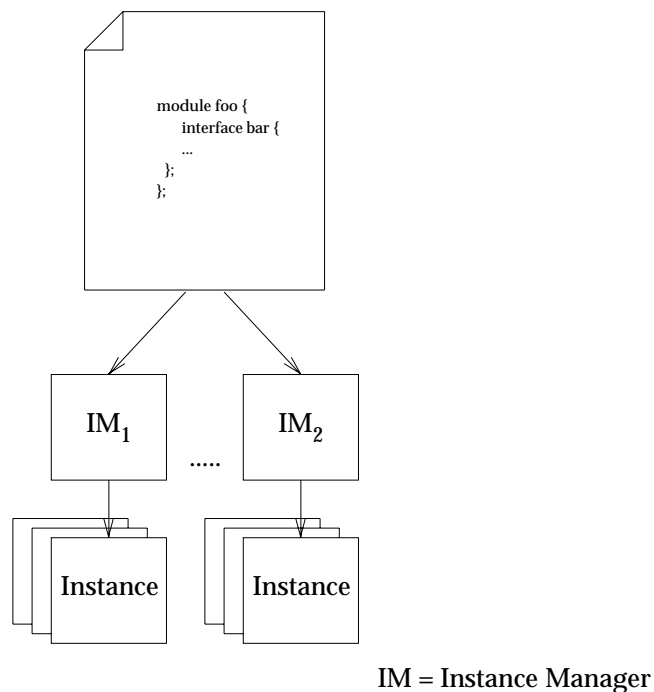 module foo {
interface bar {
...
};
};
IM₁
.....
IM₂
Instance
Instance
IM = Instance Manager